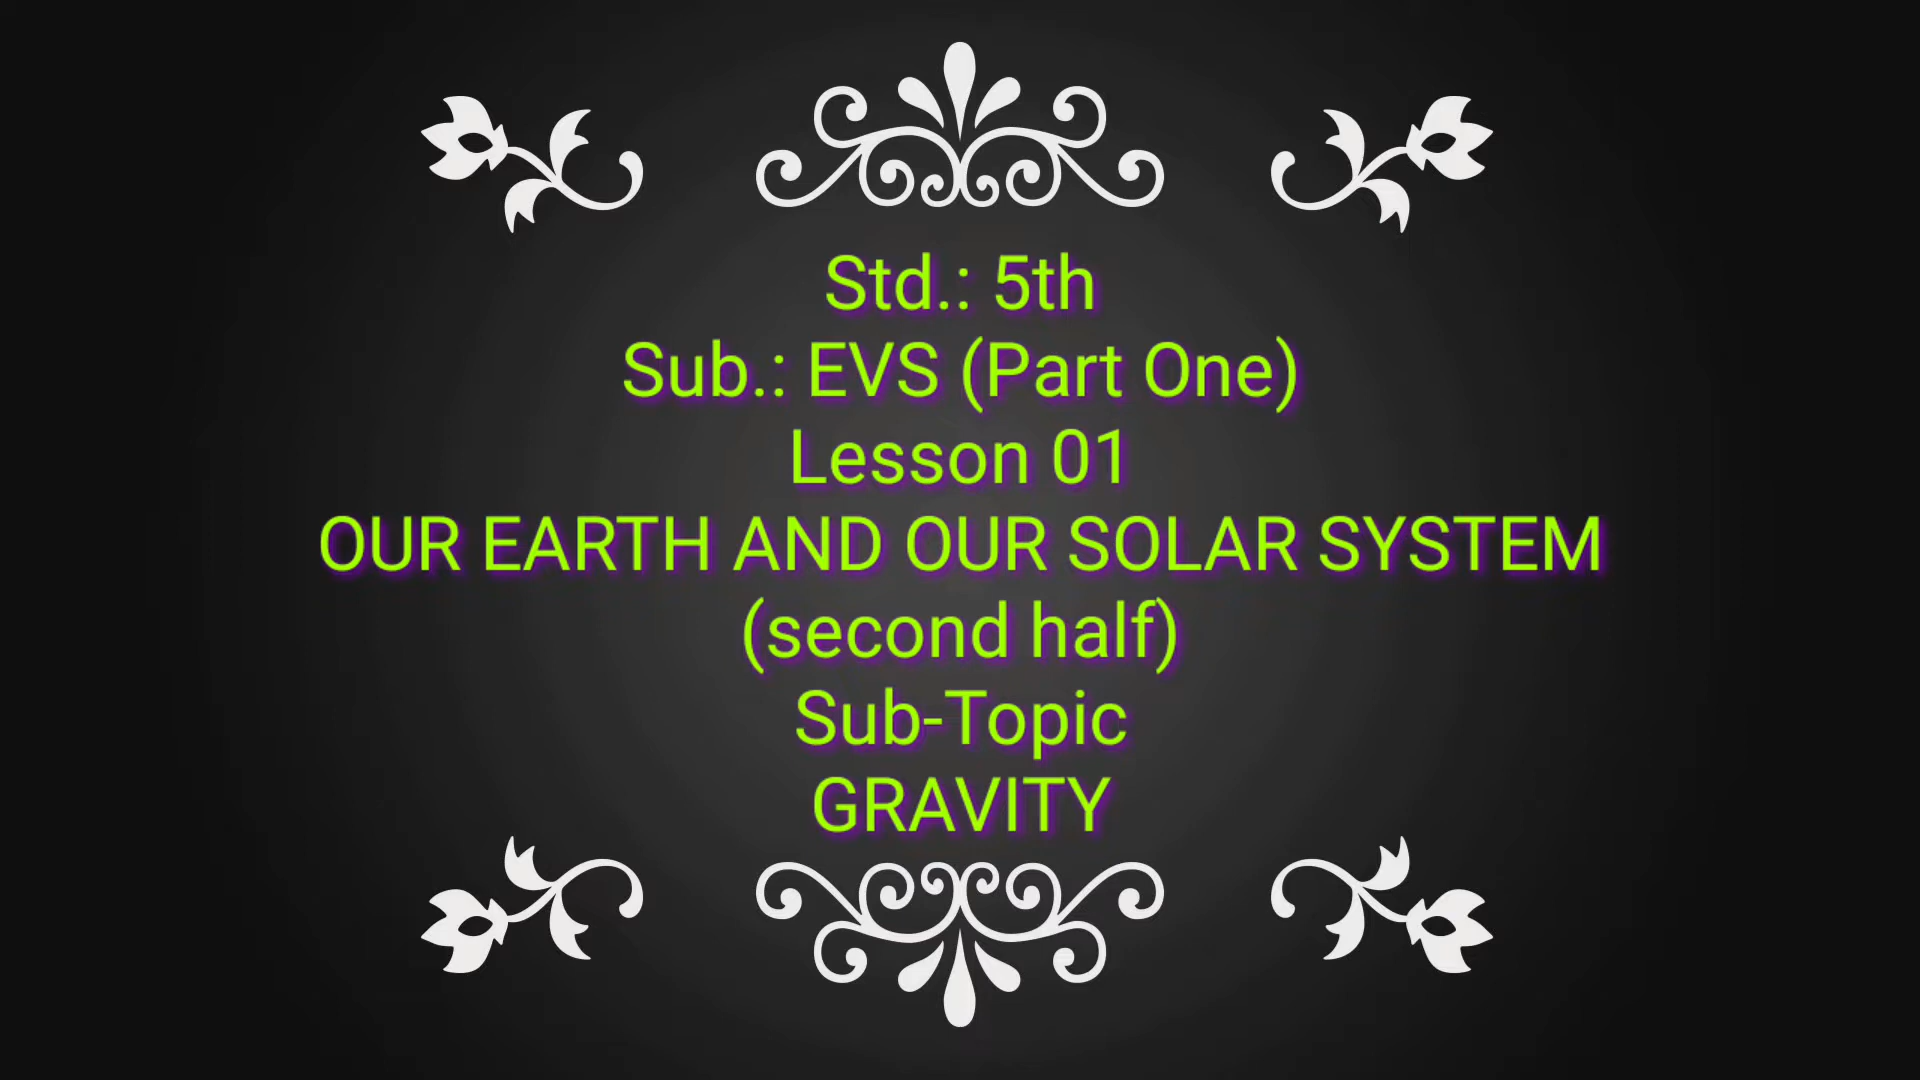 Std.: 5th
Sub.: EVS (Part One)
Lesson 01
OUR EARTH AND OUR SOLAR SYSTEM
(second half)
Sub-Topic
GRAVITY